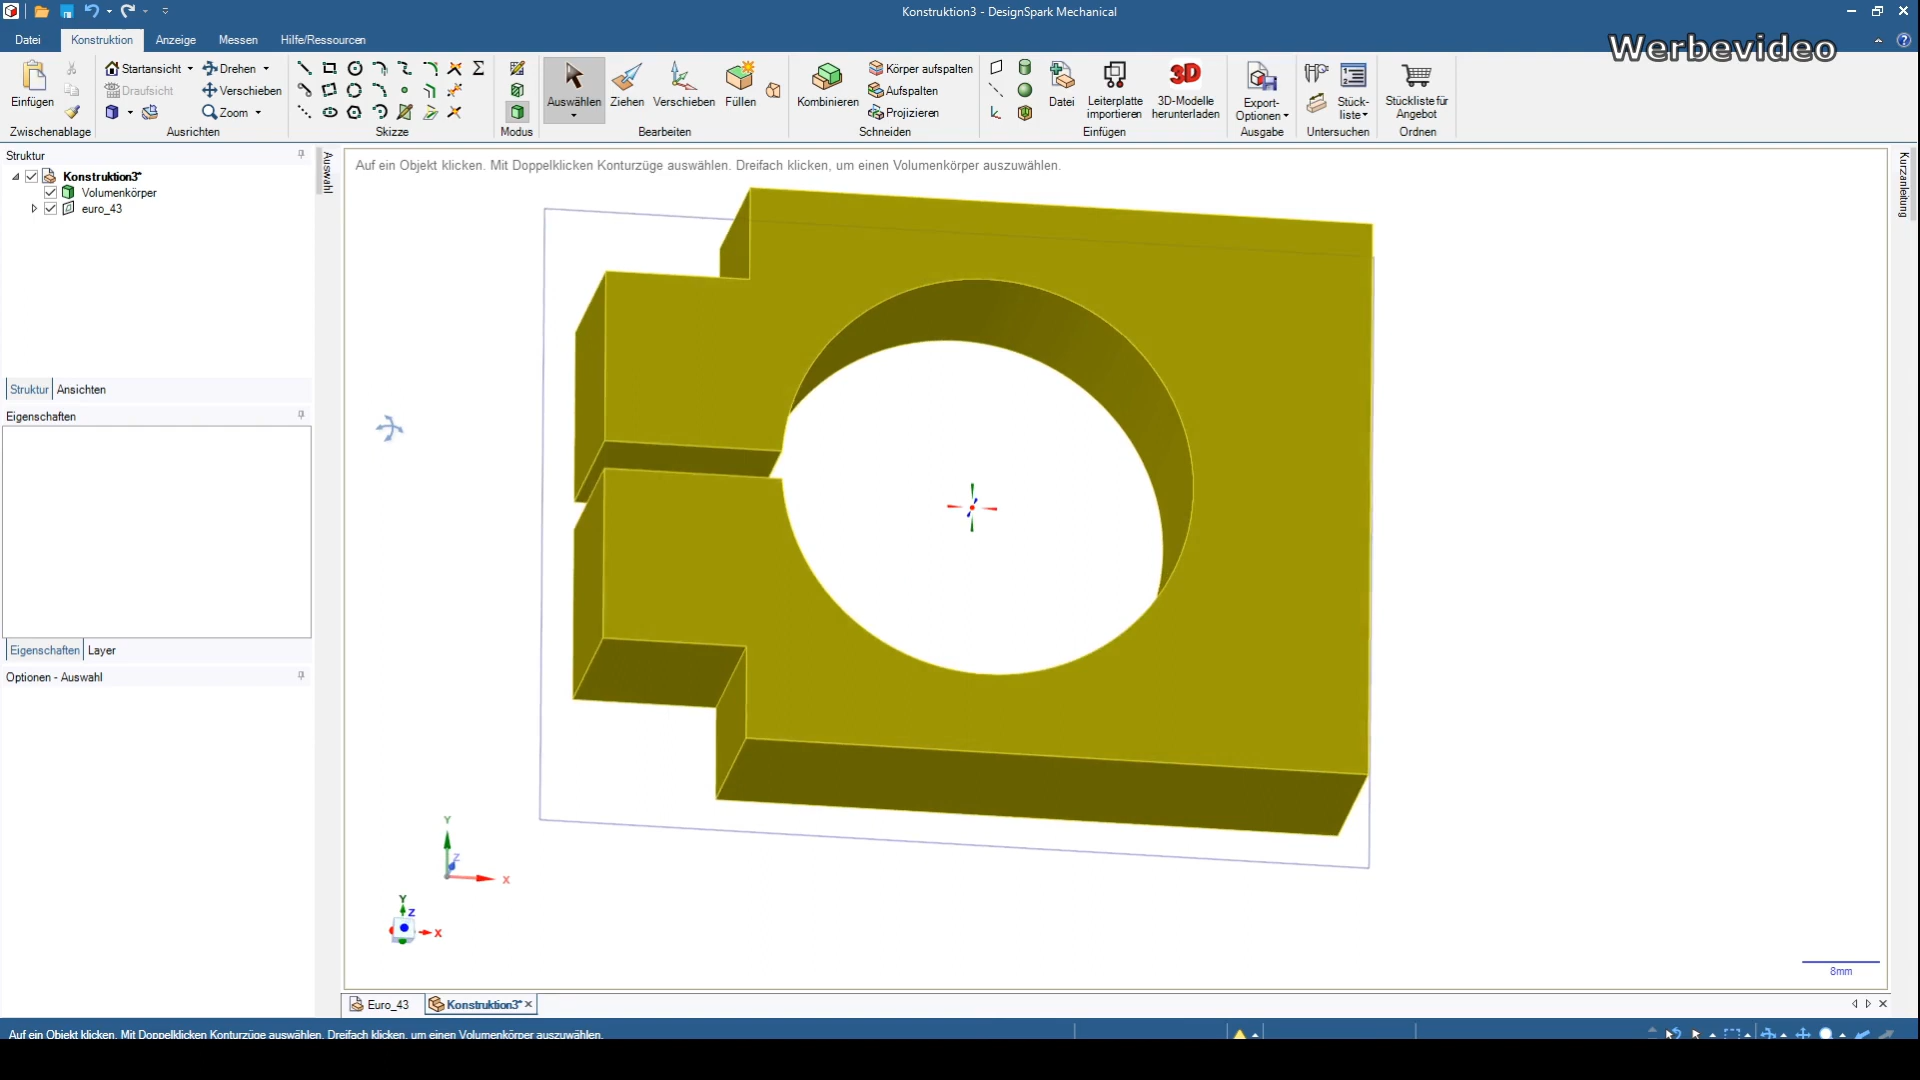 Konstruktion3 - DesignSpark Mechanical
Datei
Konstruktion
Anzeige
Messen
Hilfe/Ressourcen
Werbevideo
Einfügen
Zwischenablage
Startansicht
Draufsicht
Drehen
Verschieben
Zoom
Ausrichten
Skizze
Modus
Auswählen
Ziehen
Verschieben
Füllen
Bearbeiten
Kombinieren
Körper aufspalten
Aufspalten
Projizieren
Schneiden
Datei
Leiterplatte
importieren
3D
3D-Modelle
herunterladen
Einfügen
Export-
Optionen
Ausgabe
Stück-
liste
Untersuchen
Stückliste für
Angebot
Ordnen
Struktur
Konstruktion3*
Volumenkörper
euro_43
Struktur
Ansichten
Eigenschaften
Eigenschaften
Layer
Optionen - Auswahl
Auswahl
Auf ein Objekt klicken. Mit Doppelklicken Konturzüge auswählen. Dreifach klicken, um einen Volumenkörper auszuwählen.
Kurzanleitung
Y
Z
X
Y
Z
X
8mm
Euro_43
Konstruktion3*
Auf ein Objekt klicken. Mit Doppelklicken Konturzüge auswählen. Dreifach klicken, um einen Volumenkörper auszuwählen.